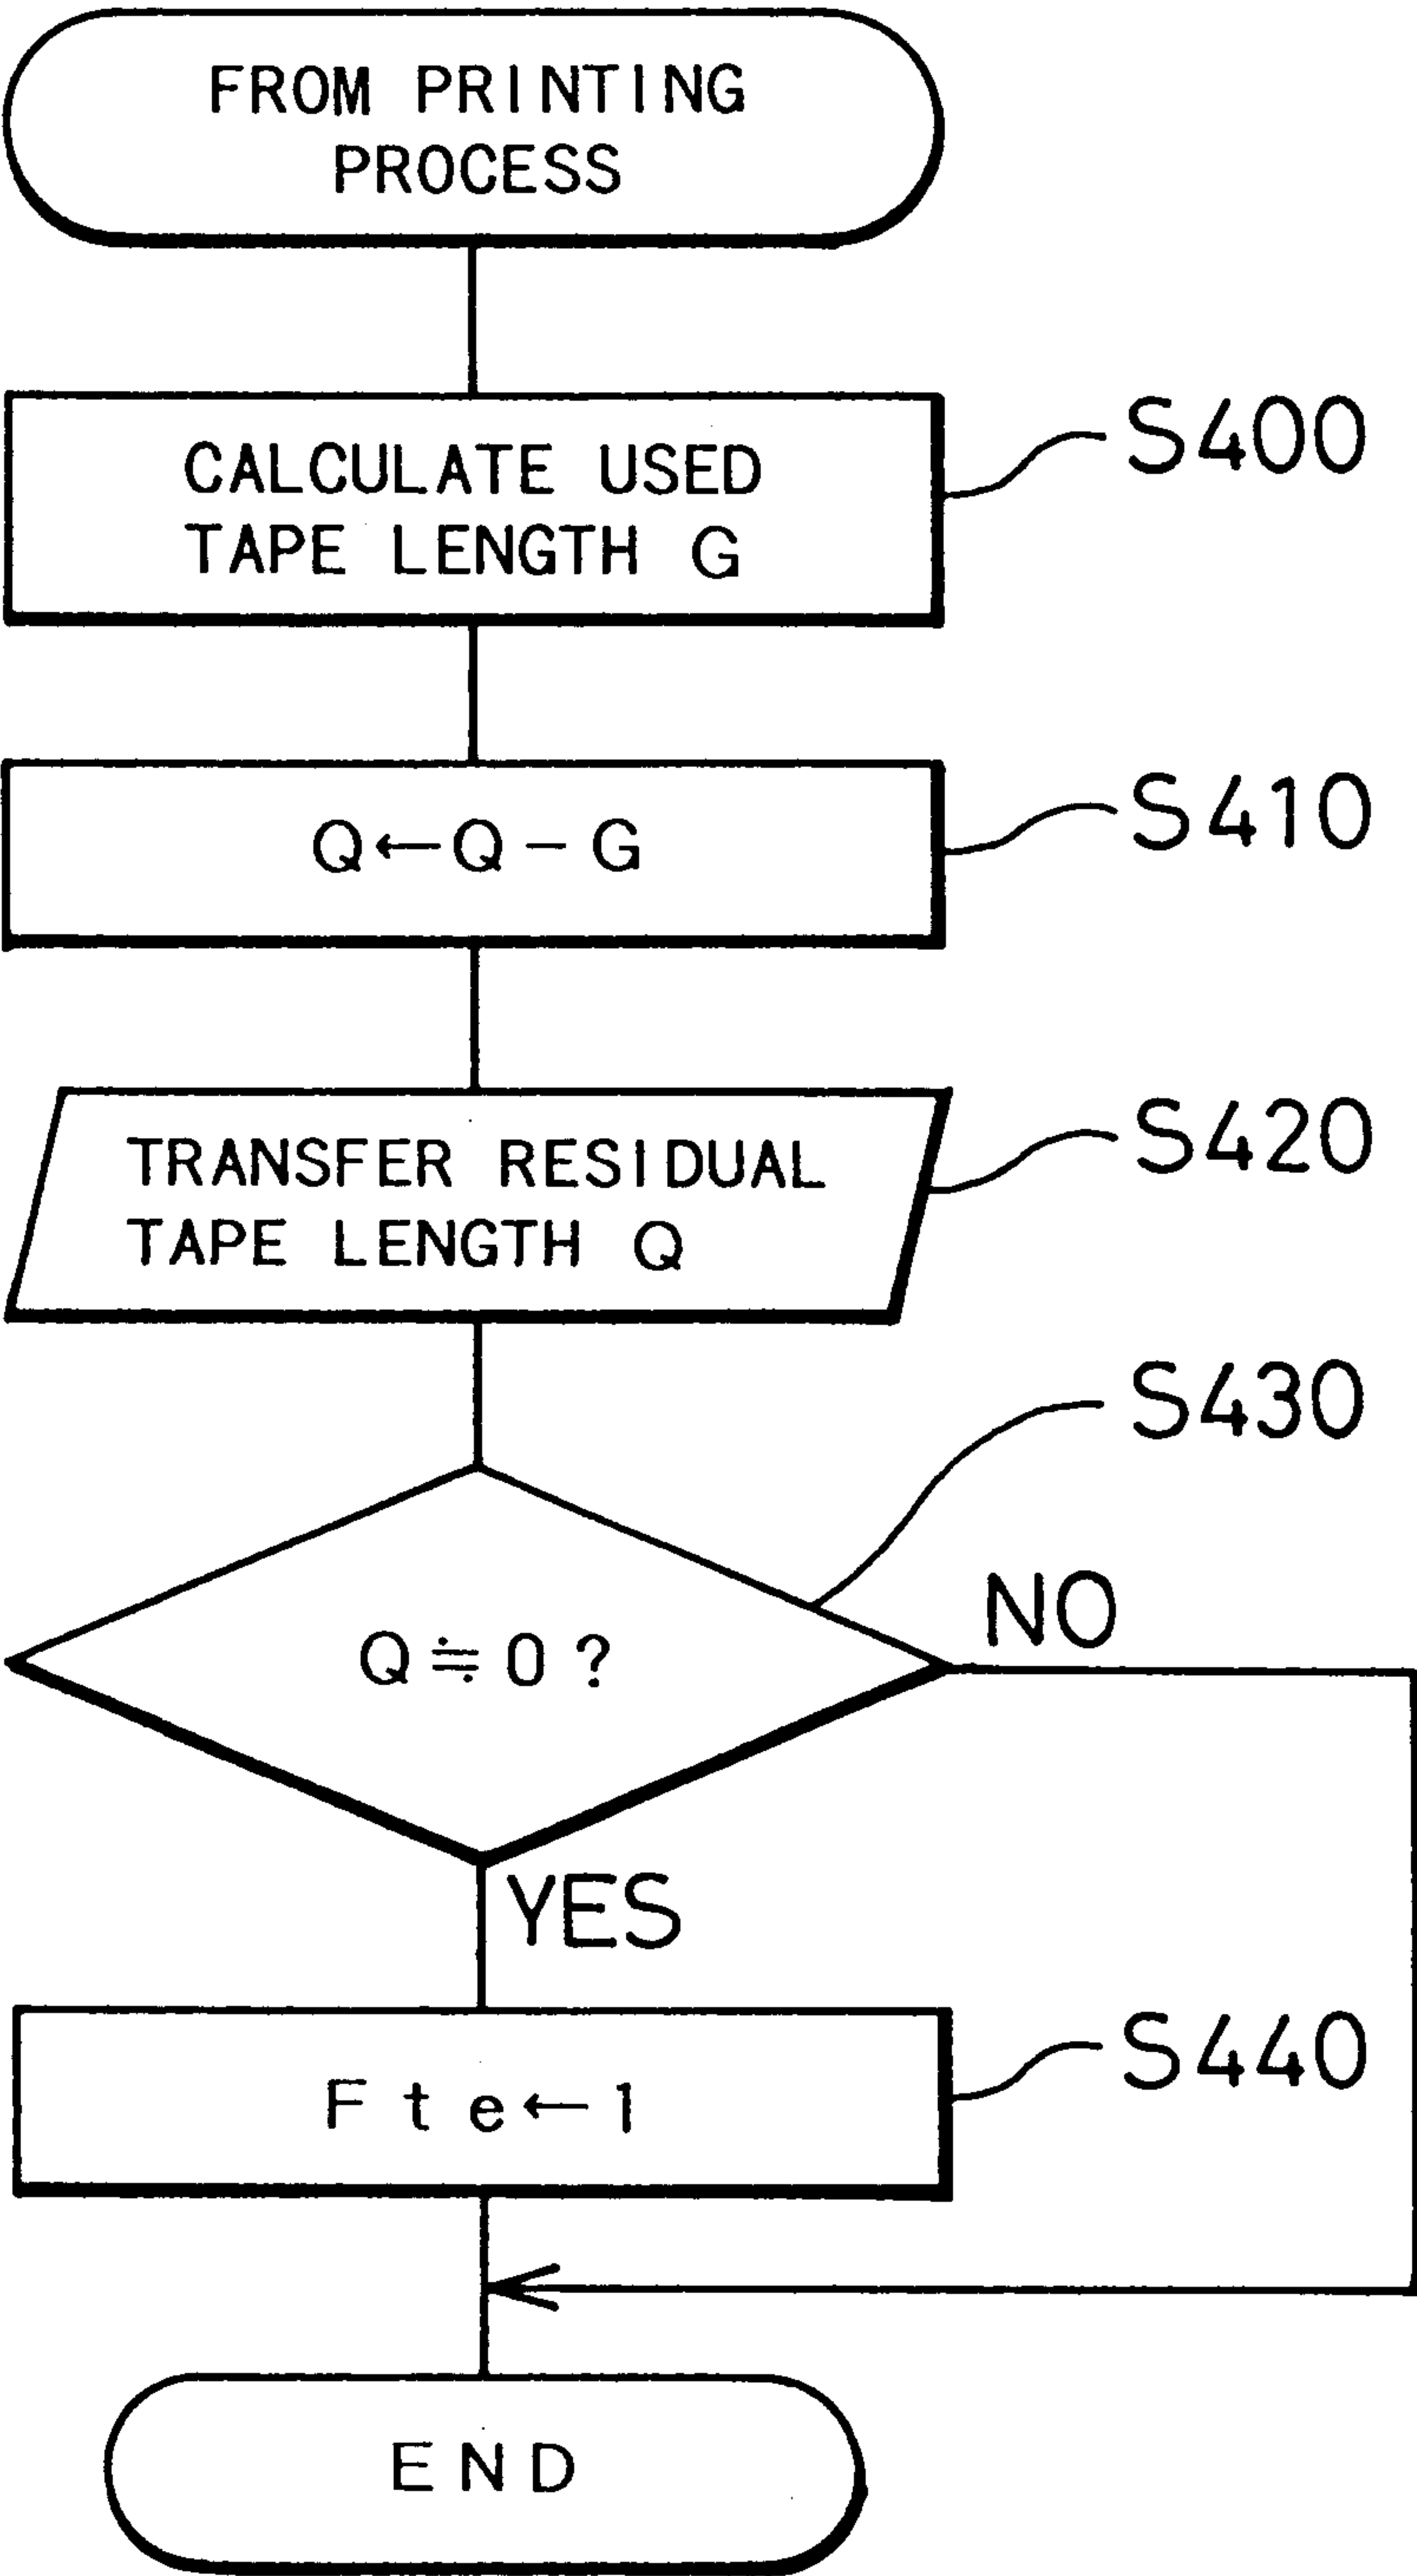 FROM PRINTING
PROCESS
CALCULATE USED
TAPE LENGTH G
S400
Q←Q-G
S410
TRANSFER RESIDUAL
TAPE LENGTH Q
S420
S430
Q≒0?
NO
YES
Fte←1
S440
END